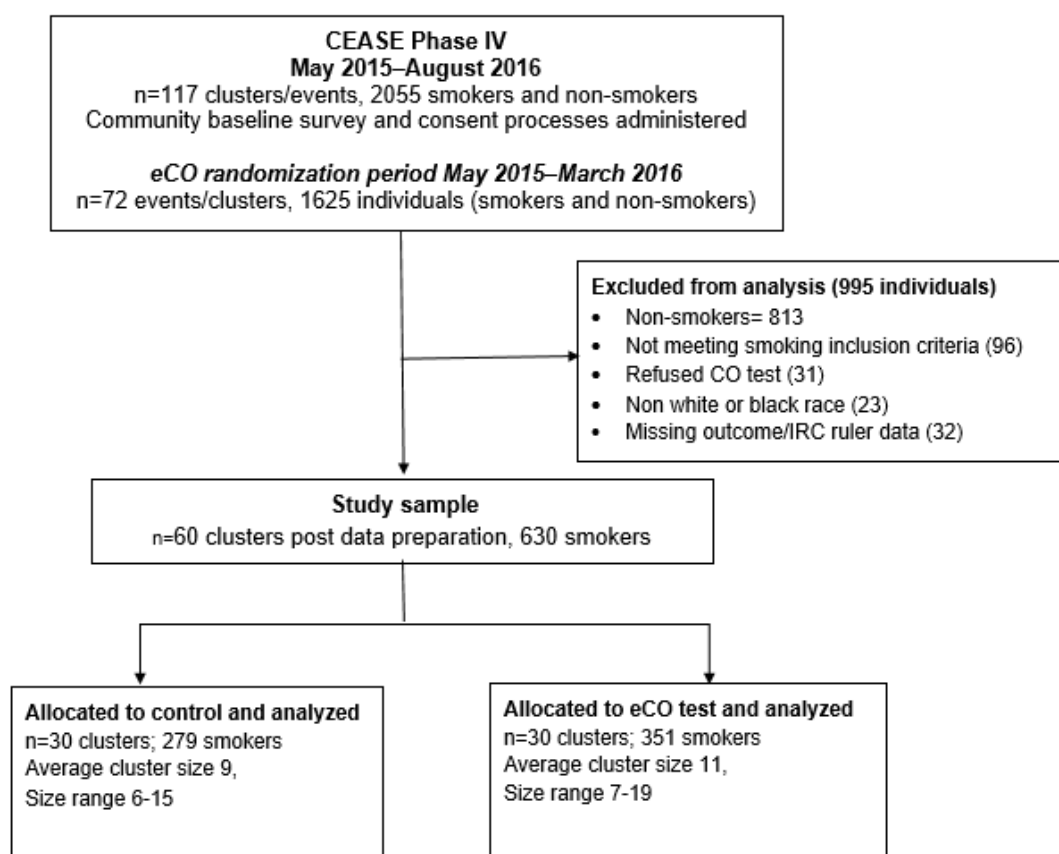 CEASE Phase IV
May 2015–August 2016
n=117 clusters/events, 2055 smokers and non-smokers
Community baseline survey and consent processes administered
eCO randomization period May 2015–March 2016
n=72 events/clusters, 1625 individuals (smokers and non-smokers)
Excluded from analysis (995 individuals)
• Non-smokers= 813
• Not meeting smoking inclusion criteria (96)
• Refused CO test (31)
• Non white or black race (23)
• Missing outcome/IRC ruler data (32)
Study sample
n=60 clusters post data preparation, 630 smokers
Allocated to control and analyzed
n=30 clusters; 279 smokers
Average cluster size 9,
Size range 6-15
Allocated to eCO test and analyzed
n=30 clusters; 351 smokers
Average cluster size 11,
Size range 7-19